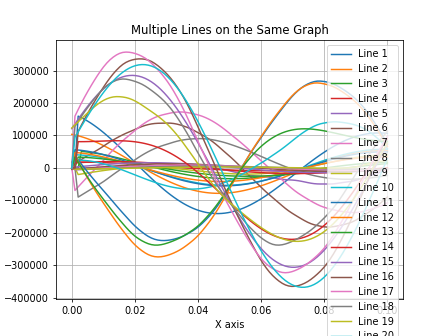 Multiple Lines on the Same Graph
300000
200000
100000
0
−100000
−200000
−300000
−400000
0.00
0.02
0.04
0.06
0.08
X axis
Line 1
Line 2
Line 3
Line 4
Line 5
Line 6
Line 7
Line 8
Line 9
Line 10
Line 11
Line 12
Line 13
Line 14
Line 15
Line 16
Line 17
Line 18
Line 19
Line 20